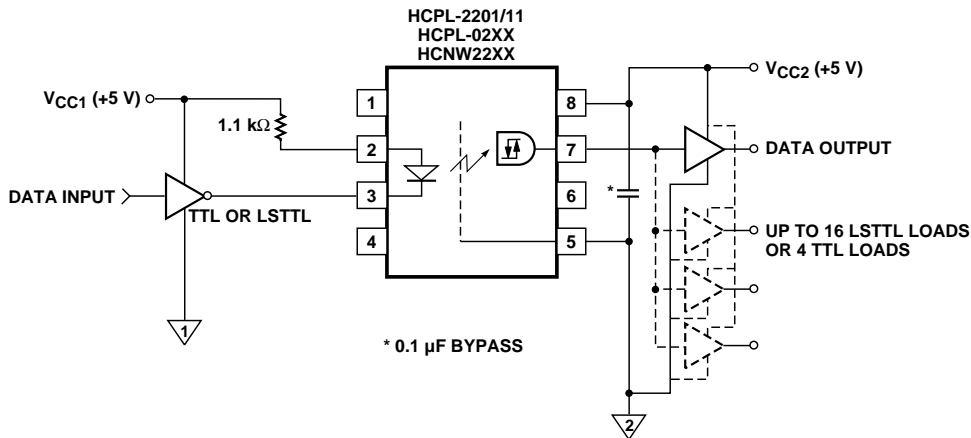 HCPL-2201/11
HCPL-02XX
HCNW22XX
VCC1 (+5 V)
1.1 kΩ
DATA INPUT
TTL OR LSTTL
1
1
2
3
4
8
7
6
5
*
VCC2 (+5 V)
DATA OUTPUT
UP TO 16 LSTTL LOADS
OR 4 TTL LOADS
* 0.1 µF BYPASS
2